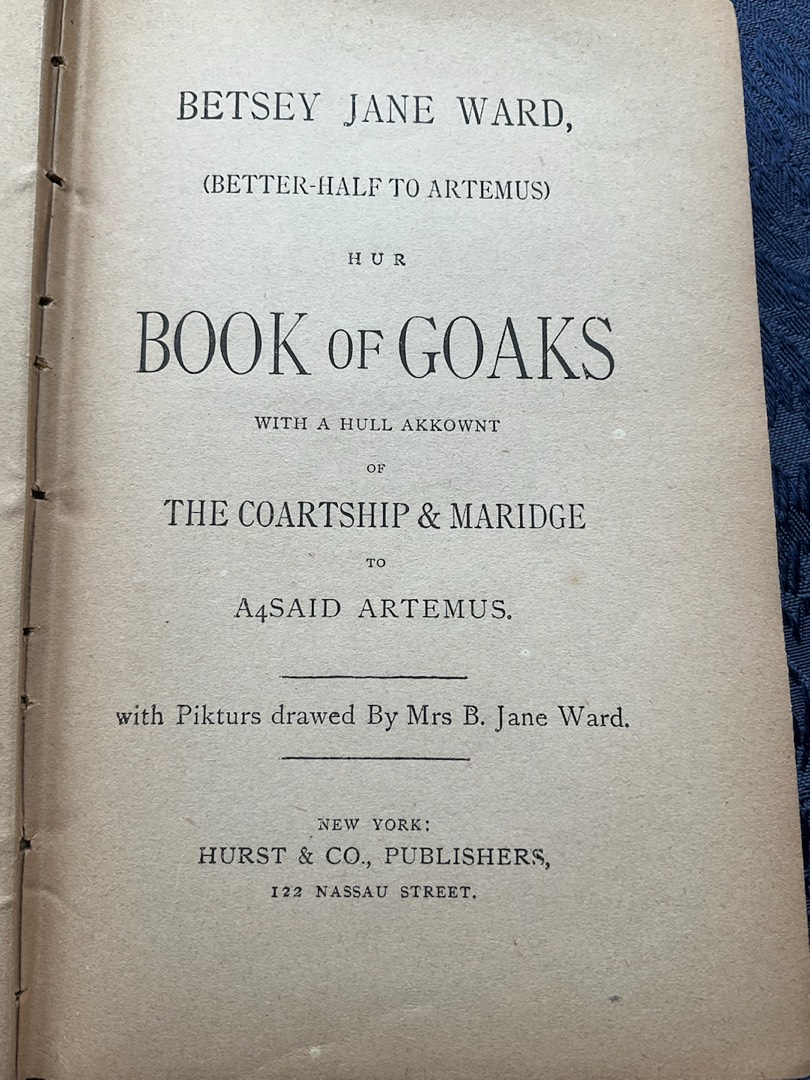 BETSEY JANE WARD,
(BETTER-HALF TO ARTEMUS)
HUR
BOOK OF GOAKS
WITH A HULL AKKOWNT
OF
THE COARTSHIP & MARIDGE
TO
A4SAID ARTEMUS.
with Pikturs drawed By Mrs B. Jane Ward.
NEW YORK:
HURST & CO., PUBLISHERS,
122 NASSAU STREET.